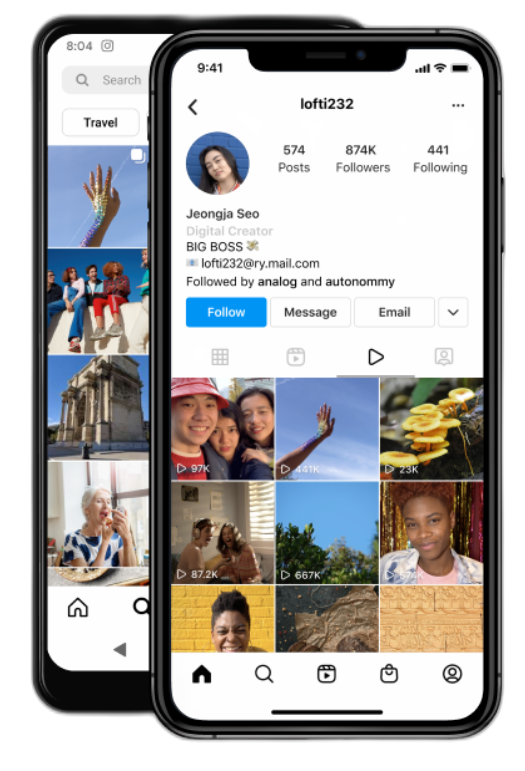 8:04
Search
Travel
9:41
lofti232
574
874K
441
Posts
Followers
Following
Jeongja Seo
Digital Creator
BIG BOSS
lofti232@ry.mail.com
Followed by analog and autonommy
Follow
Message
Email
97K
441K
23K
87.2K
667K